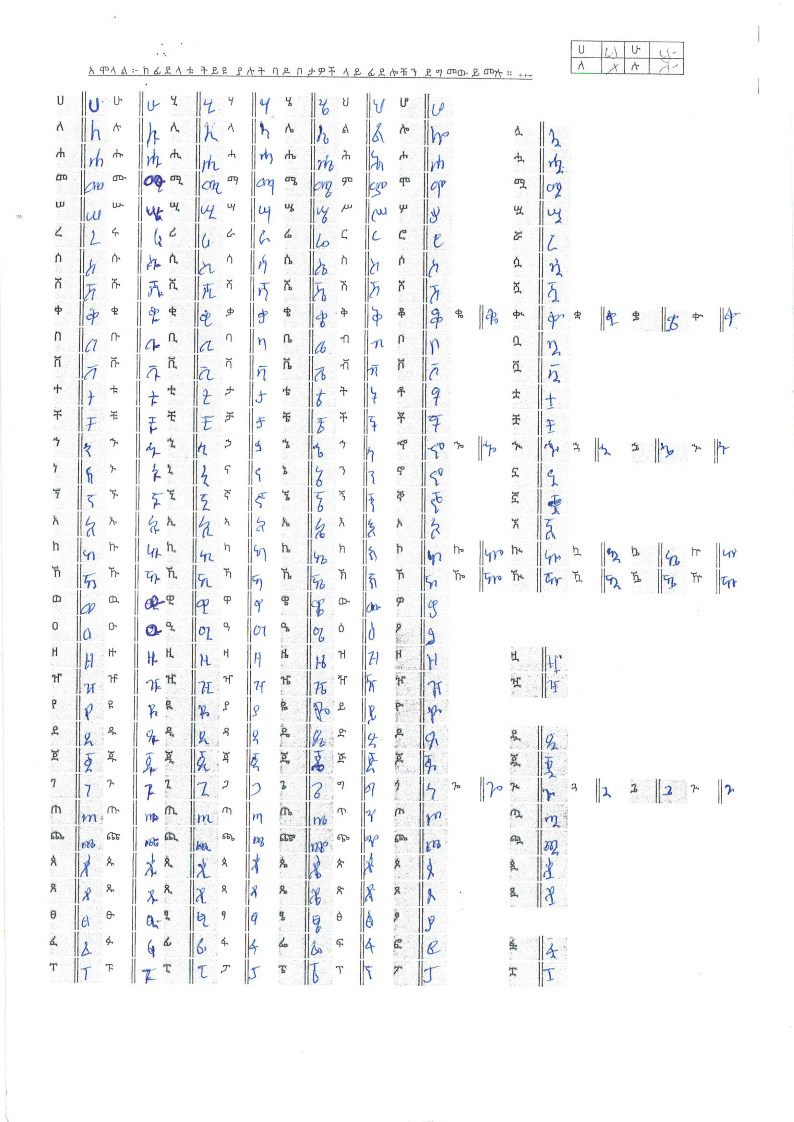 ሀ ሀ ሁ ሁ
ለ ሉ
አሞላል፦ ከፊደላቱ ትይዩ ያሉት ባዶ ቦታዎች ላይ ፊደሎቹን ደግመው ይሙሉ። ...
ሀ ሀ ሁ ሁ ሂ ሂ ሃ ሃ ሄ ሄ ህ ህ ሆ ሆ
ለ ለ ሉ ሉ ሊ ሊ ላ ላ ሌ ሌ ል ል ሎ ሎ ሏ ሏ
ሐ ሐ ሑ ሑ ሒ ሒ ሓ ሓ ሔ ሔ ሕ ሕ ሖ ሖ ሗ ሗ
መ መ ሙ ሙ ሚ ሚ ማ ማ ሜ ሜ ም ም ሞ ሞ ሟ ሟ
ሠ ሠ ሡ ሡ ሢ ሢ ሣ ሣ ሤ ሤ ሥ ሥ ሦ ሦ ሧ ሧ
ረ ረ ሩ ሩ ሪ ሪ ራ ራ ሬ ሬ ር ር ሮ ሮ ሯ ሯ
ሰ ሰ ሱ ሱ ሲ ሲ ሳ ሳ ሴ ሴ ስ ስ ሶ ሶ ሷ ሷ
ሸ ሸ ሹ ሹ ሺ ሺ ሻ ሻ ሼ ሼ ሽ ሽ ሾ ሾ ሿ ሿ
ቀ ቀ ቁ ቁ ቂ ቂ ቃ ቃ ቄ ቄ ቅ ቅ ቆ ቆ ቈ ቈ ቊ ቊ ቋ ቋ ቌ ቌ ቍ ቍ
በ በ ቡ ቡ ቢ ቢ ባ ባ ቤ ቤ ብ ብ ቦ ቦ ቧ ቧ
ሸ ሸ ቩ ቩ ቪ ቪ ቫ ቫ ቬ ቬ ቭ ቭ ቮ ቮ ቯ ቯ
ተ ተ ቱ ቱ ቲ ቲ ታ ታ ቴ ቴ ት ት ቶ ቶ ቷ ቷ
ቸ ቸ ቹ ቹ ቺ ቺ ቻ ቻ ቼ ቼ ች ች ቾ ቾ ቿ ቿ
ኀ ኀ ኁ ኁ ኂ ኂ ኃ ኃ ኄ ኄ ኅ ኅ ኆ ኆ ኈ ኈ ኊ ኊ ኋ ኋ ኌ ኌ ኍ ኍ
ነ ነ ኑ ኑ ኒ ኒ ና ና ኔ ኔ ን ን ኖ ኖ ኗ ኗ
ኘ ኘ ኙ ኙ ኚ ኚ ኛ ኛ ኜ ኜ ኝ ኝ ኞ ኞ ኟ ኟ
አ አ ኡ ኡ ኢ ኢ ኣ ኣ ኤ ኤ እ እ ኦ ኦ ኧ ኧ
ከ ከ ኩ ኩ ኪ ኪ ካ ካ ኬ ኬ ክ ክ ኮ ኮ ኰ ኰ ኲ ኲ ኳ ኳ ኴ ኴ ኵ ኵ
ኸ ኸ ኹ ኹ ኺ ኺ ኻ ኻ ኼ ኼ ኽ ኽ ኾ ኾ ዀ ዀ ዂ ዂ ዃ ዃ ዄ ዄ ዅ ዅ
ወ ወ ዉ ዉ ዊ ዊ ዋ ዋ ዌ ዌ ው ው ዎ ዎ
ዐ ዐ ዑ ዑ ዒ ዒ ዓ ዓ ዔ ዔ ዕ ዕ ዖ ዖ
ዘ ዘ ዙ ዙ ዚ ዚ ዛ ዛ ዜ ዜ ዝ ዝ ዞ ዞ ዟ ዟ
ዠ ዠ ዡ ዡ ዢ ዢ ዣ ዣ ዤ ዤ ዥ ዥ ዦ ዦ ዧ ዧ
የ የ ዩ ዩ ዪ ዪ ያ ያ ዬ ዬ ይ ይ ዮ ዮ
ደ ደ ዱ ዱ ዲ ዲ ዳ ዳ ዴ ዴ ድ ድ ዶ ዶ ዷ ዷ
ጀ ጀ ጁ ጁ ጂ ጂ ጃ ጃ ጄ ጄ ጅ ጅ ጆ ጆ ጇ ጇ
ገ ገ ጉ ጉ ጊ ጊ ጋ ጋ ጌ ጌ ግ ግ ጎ ጎ ጐ ጐ ጒ ጒ ጓ ጓ ጔ ጔ ጕ ጕ
ጠ ጠ ጡ ጡ ጢ ጢ ጣ ጣ ጤ ጤ ጥ ጥ ጦ ጦ ጧ ጧ
ጨ ጨ ጩ ጩ ጪ ጪ ጫ ጫ ጬ ጬ ጭ ጭ ጮ ጮ ጯ ጯ
ጰ ጰ ጱ ጱ ጲ ጲ ጳ ጳ ጴ ጴ ጵ ጵ ጶ ጶ ጷ ጷ
ጸ ጸ ጹ ጹ ጺ ጺ ጻ ጻ ጼ ጼ ጽ ጽ ጾ ጾ ጿ ጿ
ፀ ፀ ፁ ፁ ፂ ፂ ፃ ፃ ፄ ፄ ፅ ፅ ፆ ፆ
ፈ ፈ ፉ ፉ ፊ ፊ ፋ ፋ ፌ ፌ ፍ ፍ ፎ ፎ ፏ ፏ
ፐ ፐ ፑ ፑ ፒ ፒ ፓ ፓ ፔ ፔ ፕ ፕ ፖ ፖ ፗ ፗ